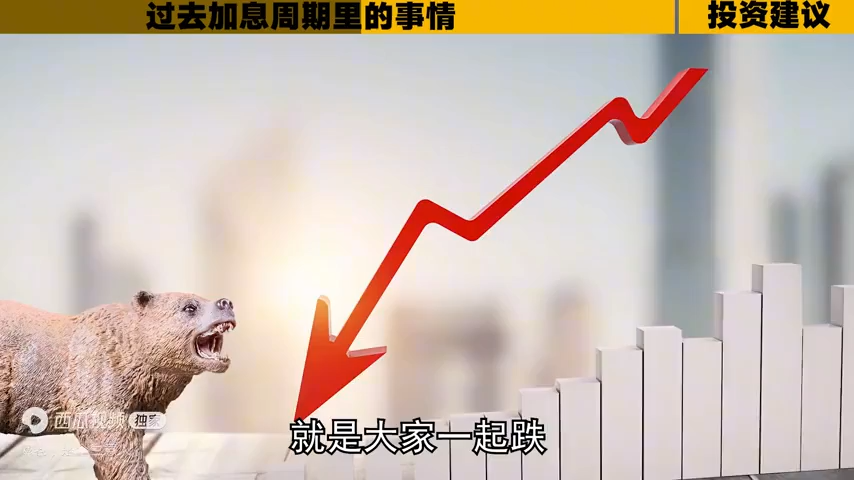 过去加息周期里的事情
投资建议
西瓜视频 独家
就是大家一起跌